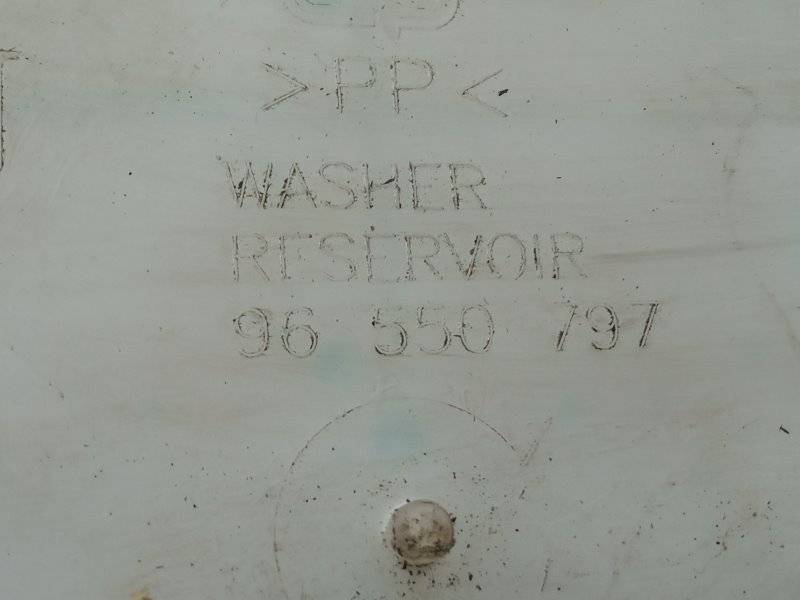 >PP<
WASHER
RESERVOIR
96 550 797